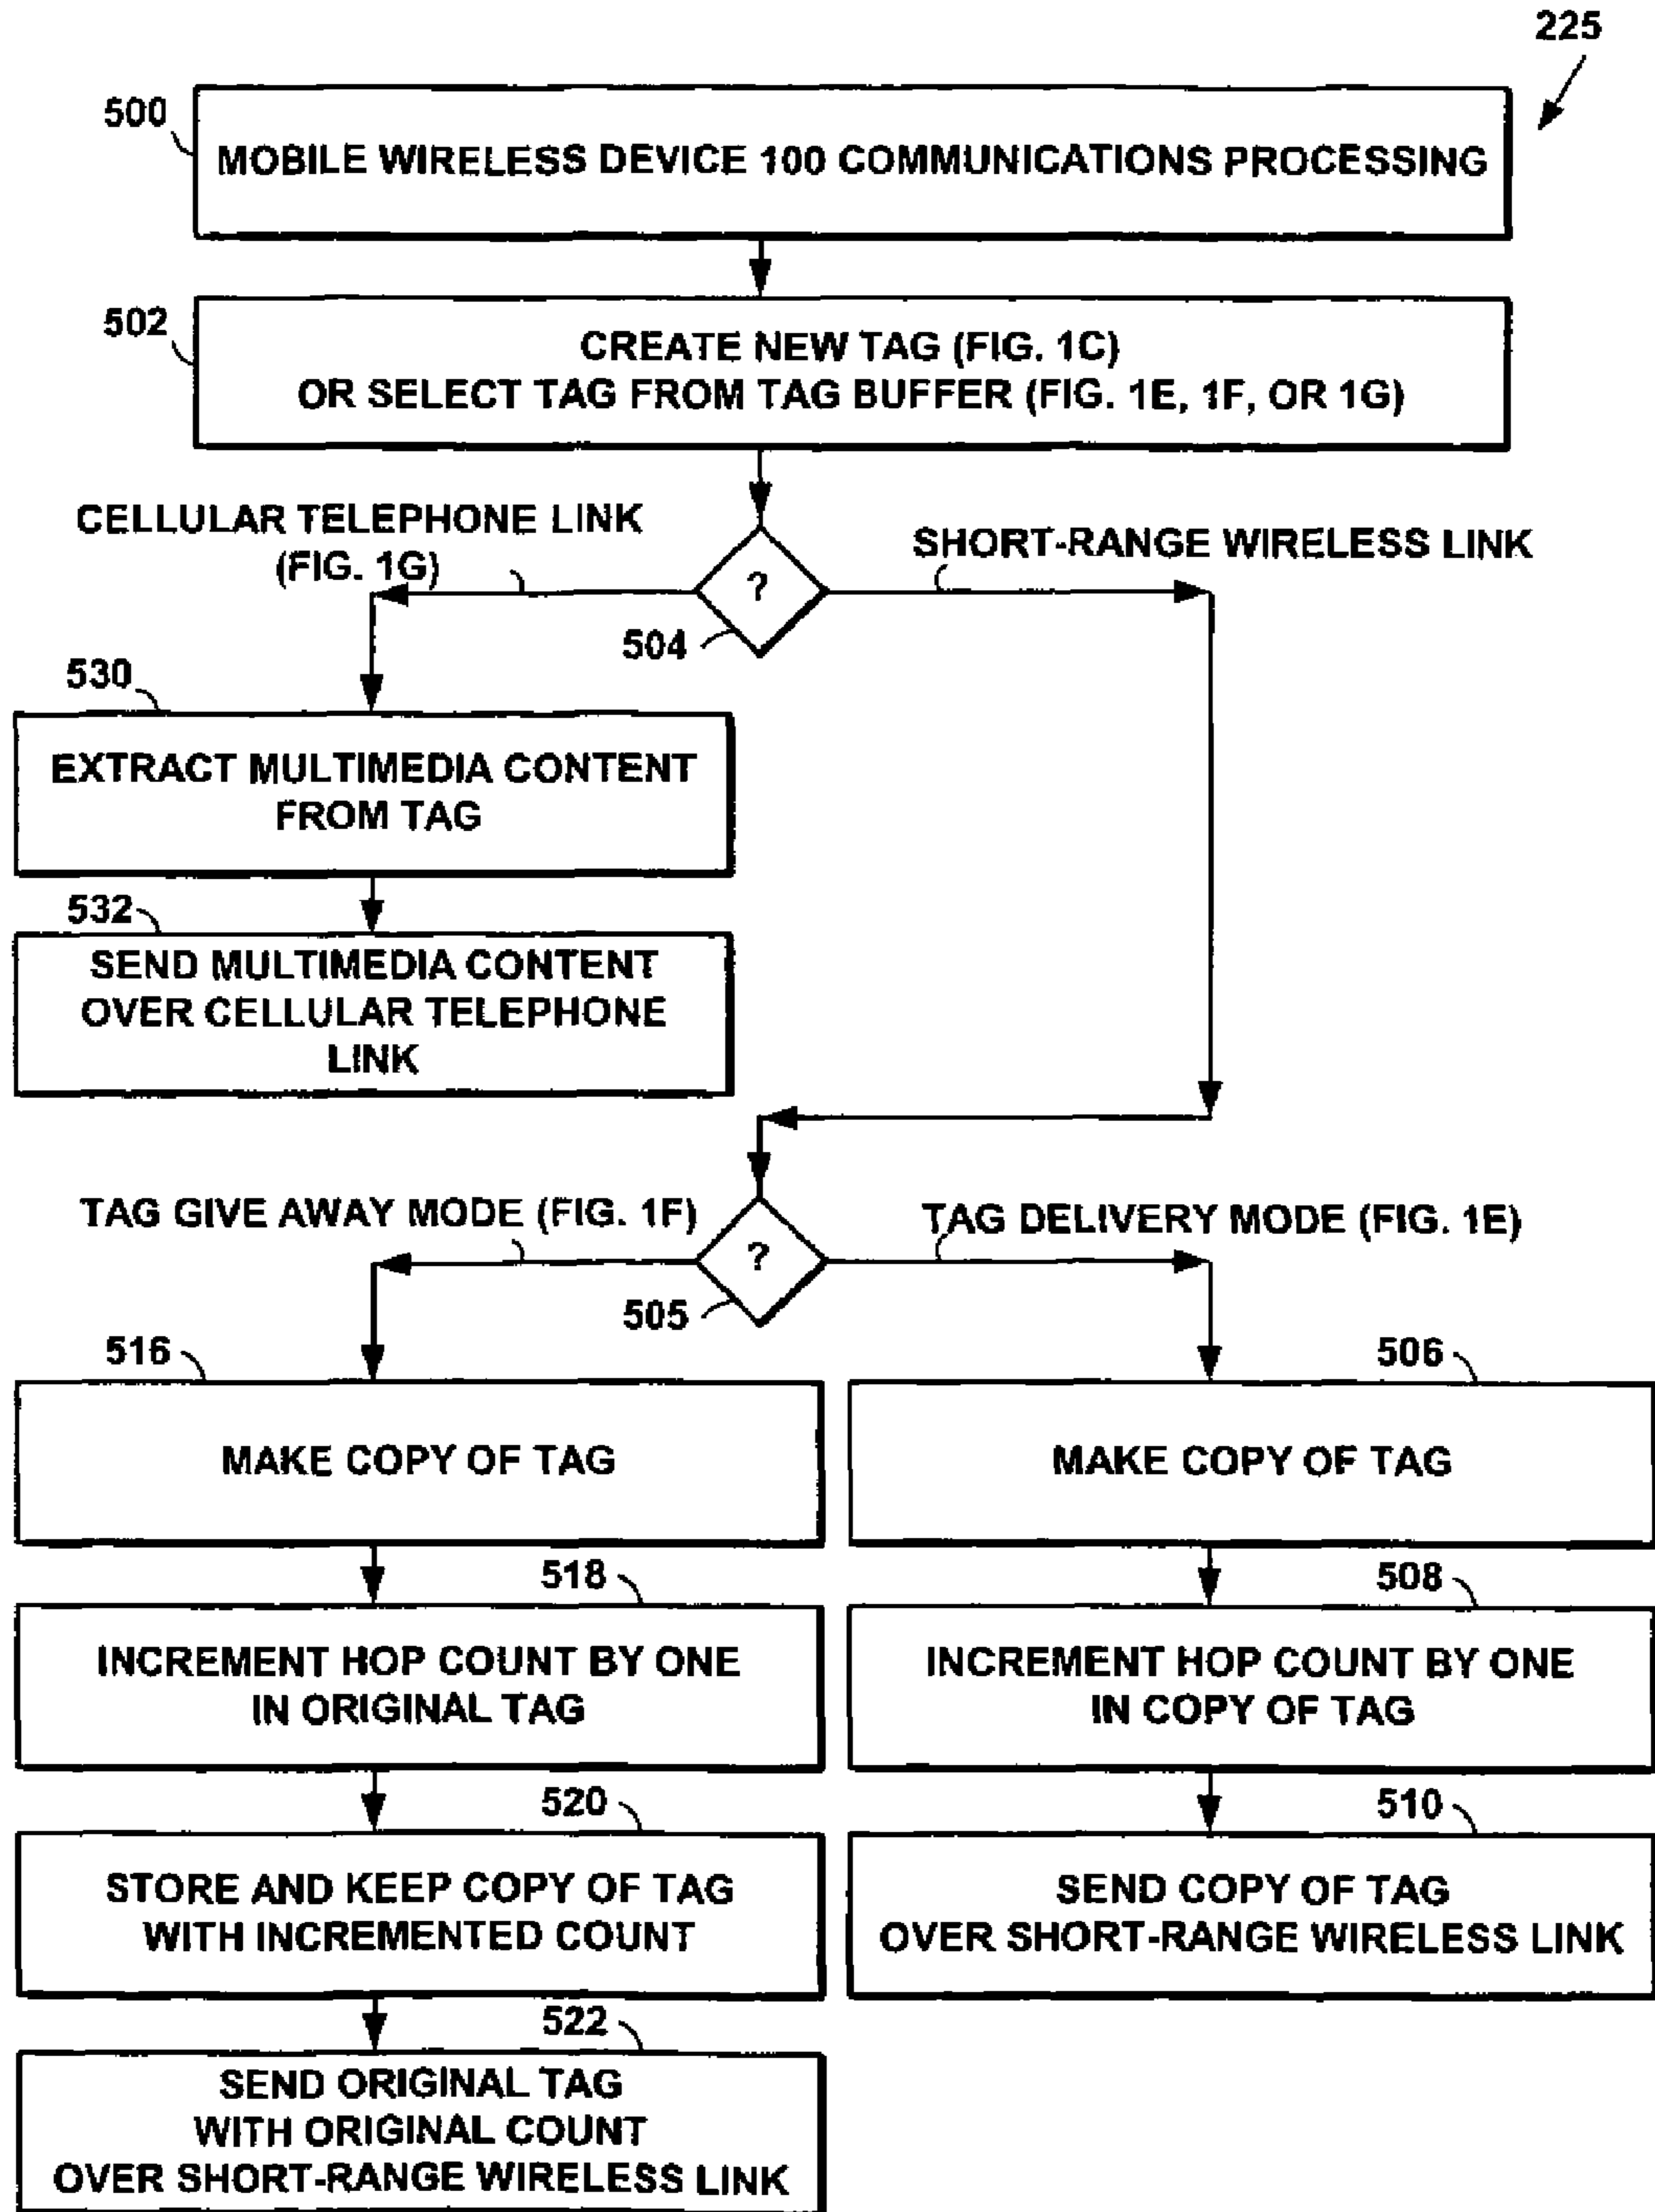 225
500
MOBILE WIRELESS DEVICE 100 COMMUNICATIONS PROCESSING
502
CREATE NEW TAG (FIG. 1C)
OR SELECT TAG FROM TAG BUFFER (FIG. 1E, 1F, OR 1G)
CELLULAR TELEPHONE LINK
(FIG. 1G)
SHORT-RANGE WIRELESS LINK
?
504
530
EXTRACT MULTIMEDIA CONTENT
FROM TAG
532
SEND MULTIMEDIA CONTENT
OVER CELLULAR TELEPHONE
LINK
TAG GIVE AWAY MODE (FIG. 1F)
TAG DELIVERY MODE (FIG. 1E)
?
505
516
MAKE COPY OF TAG
518
INCREMENT HOP COUNT BY ONE
IN ORIGINAL TAG
520
STORE AND KEEP COPY OF TAG
WITH INCREMENTED COUNT
522
SEND ORIGINAL TAG
WITH ORIGINAL COUNT
OVER SHORT-RANGE WIRELESS LINK
506
MAKE COPY OF TAG
508
INCREMENT HOP COUNT BY ONE
IN COPY OF TAG
510
SEND COPY OF TAG
OVER SHORT-RANGE WIRELESS LINK